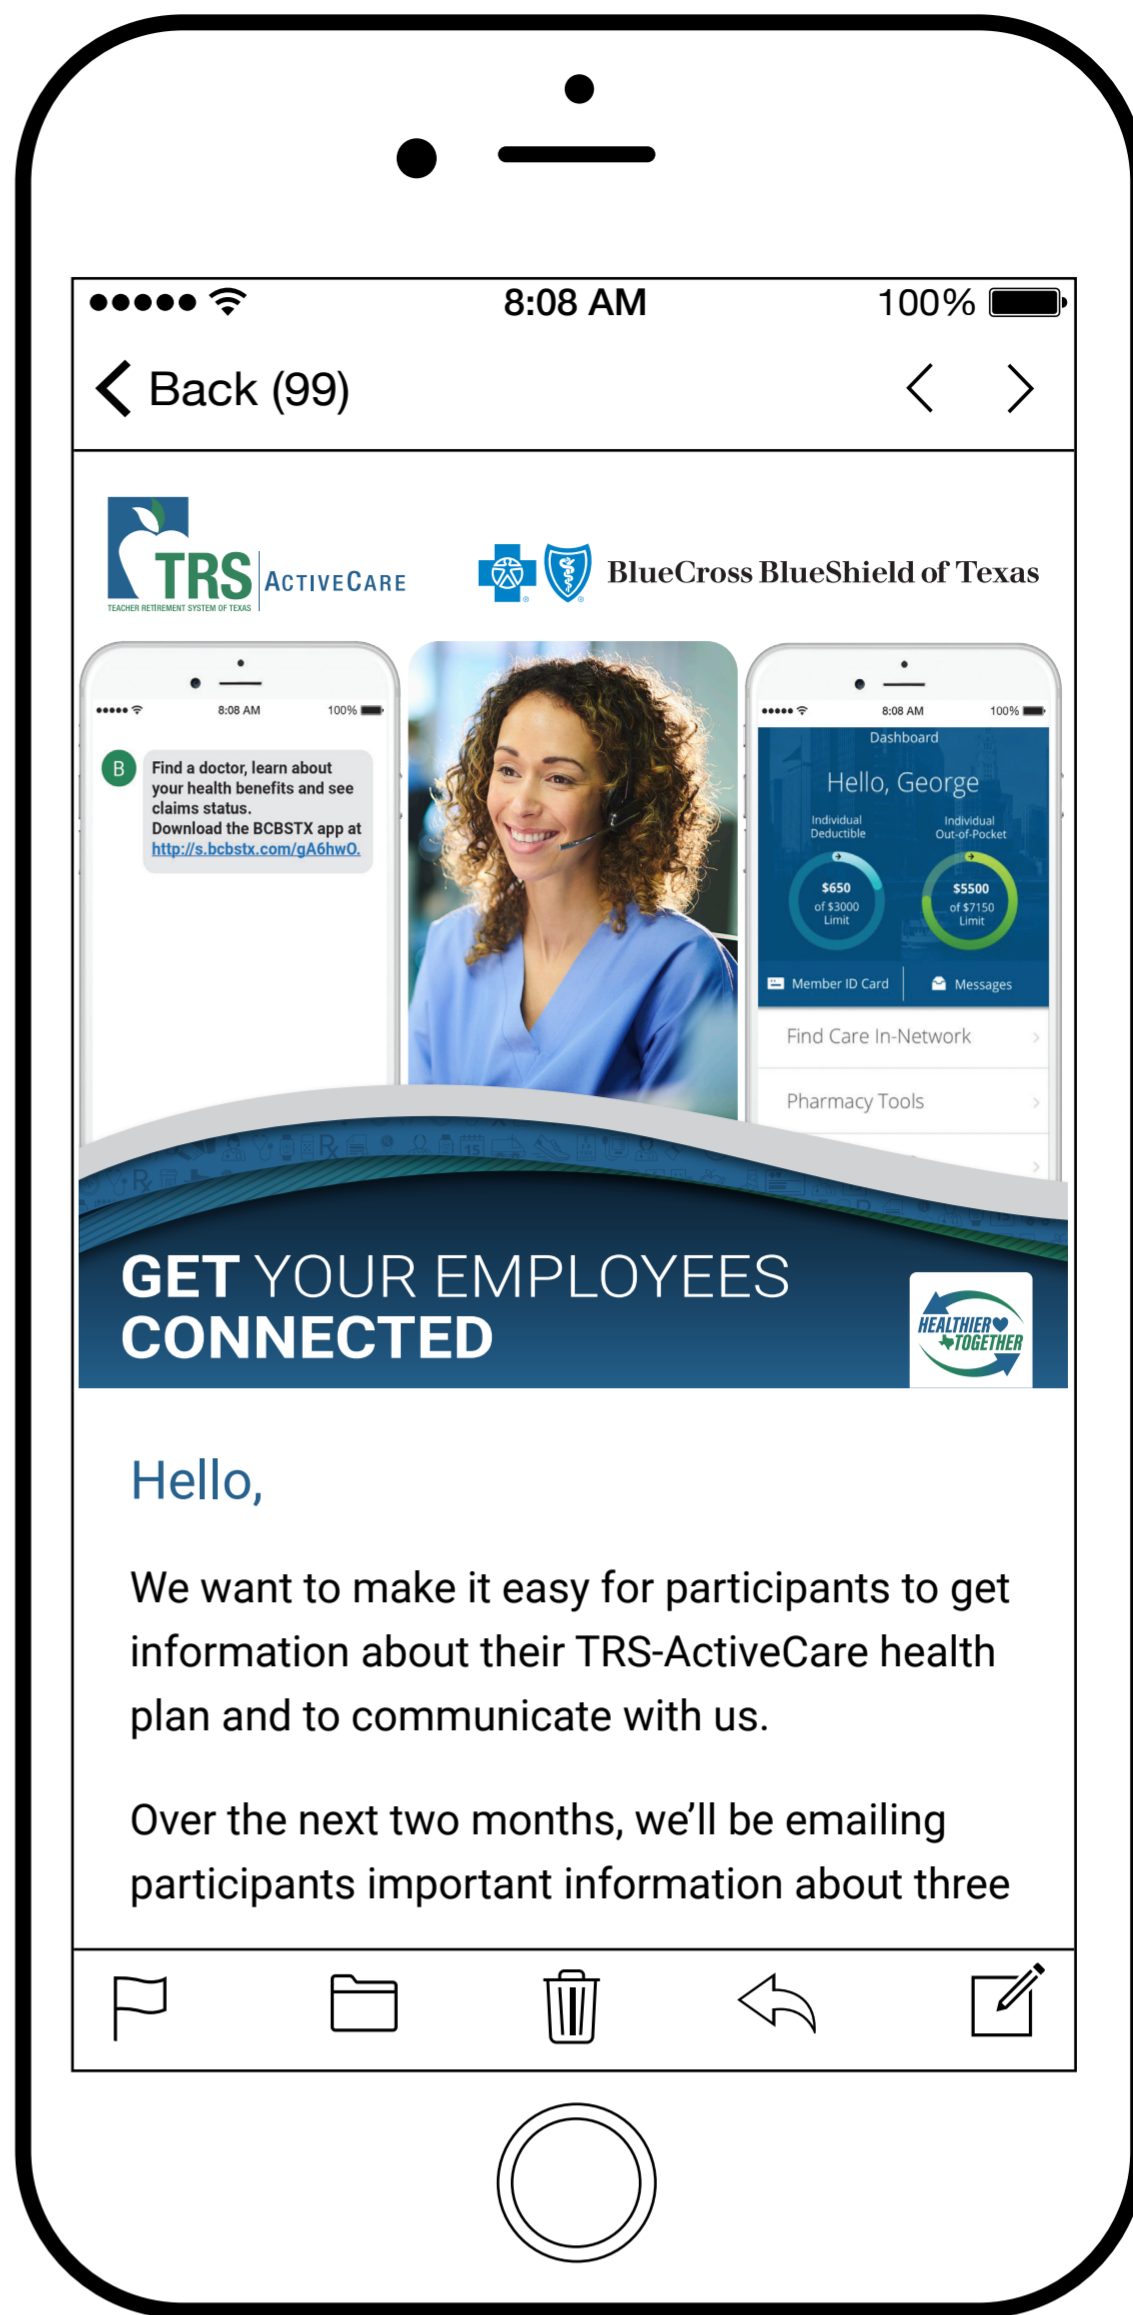 8:08 AM
100%
Back (99)
TRS
ACTIVECARE
TEACHER RETIREMENT SYSTEM OF TEXAS
BlueCross BlueShield of Texas
8:08 AM
100%
B
Find a doctor, learn about
your health benefits and see
claims status.
Download the BCBSTX app at
http://s.bcbstx.com/gA6hwO.
8:08 AM
100%
Dashboard
Hello, George
Individual
Deductible
$650
of $3000
Limit
Individual
Out-of-Pocket
$5500
of $7150
Limit
Member ID Card
Messages
Find Care In-Network
Pharmacy Tools
GET YOUR EMPLOYEES
CONNECTED
HEALTHIER
TOGETHER
Hello,
We want to make it easy for participants to get
information about their TRS-ActiveCare health
plan and to communicate with us.
Over the next two months, we’ll be emailing
participants important information about three